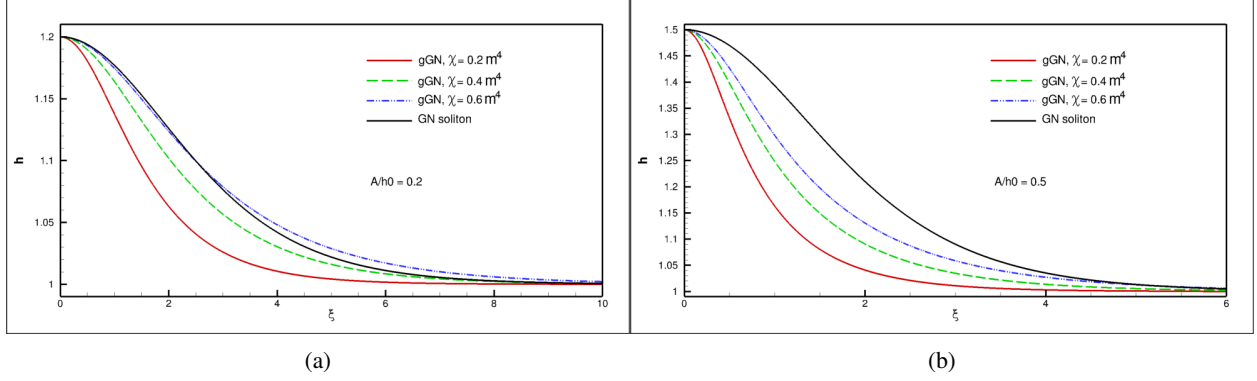 1.2
1.15
1.1
1.05
1
h
0 2 4 6 8 10
ξ
gGN, χ = 0.2 m⁴
gGN, χ = 0.4 m⁴
gGN, χ = 0.6 m⁴
GN soliton
A/h0 = 0.2
(a)
1.5
1.45
1.4
1.35
1.3
1.25
1.2
1.15
1.1
1.05
1
h
0 2 4 6
ξ
gGN, χ = 0.2 m⁴
gGN, χ = 0.4 m⁴
gGN, χ = 0.6 m⁴
GN soliton
A/h0 = 0.5
(b)